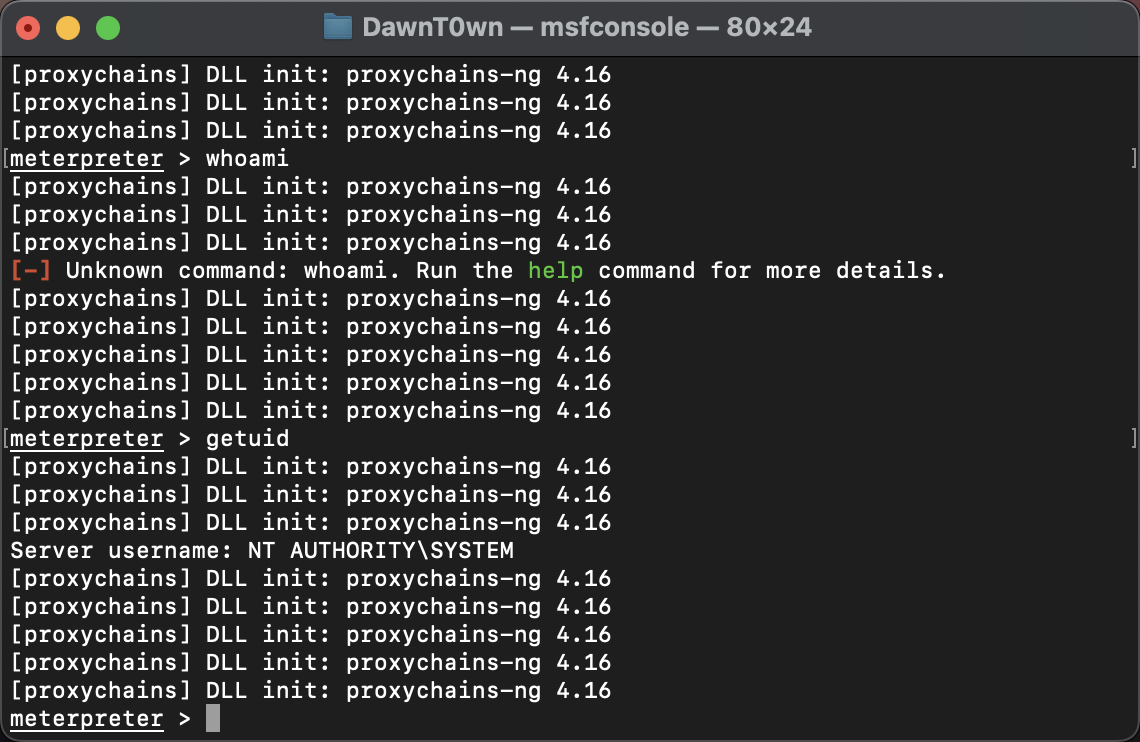 DawnT0wn — msfconsole — 80×24
[proxychains] DLL init: proxychains-ng 4.16
[proxychains] DLL init: proxychains-ng 4.16
[proxychains] DLL init: proxychains-ng 4.16
[meterpreter > whoami ]
[proxychains] DLL init: proxychains-ng 4.16
[proxychains] DLL init: proxychains-ng 4.16
[proxychains] DLL init: proxychains-ng 4.16
[-] Unknown command: whoami. Run the help command for more details.
[proxychains] DLL init: proxychains-ng 4.16
[proxychains] DLL init: proxychains-ng 4.16
[proxychains] DLL init: proxychains-ng 4.16
[proxychains] DLL init: proxychains-ng 4.16
[proxychains] DLL init: proxychains-ng 4.16
[meterpreter > getuid ]
[proxychains] DLL init: proxychains-ng 4.16
[proxychains] DLL init: proxychains-ng 4.16
[proxychains] DLL init: proxychains-ng 4.16
Server username: NT AUTHORITY\SYSTEM
[proxychains] DLL init: proxychains-ng 4.16
[proxychains] DLL init: proxychains-ng 4.16
[proxychains] DLL init: proxychains-ng 4.16
[proxychains] DLL init: proxychains-ng 4.16
[proxychains] DLL init: proxychains-ng 4.16
meterpreter >